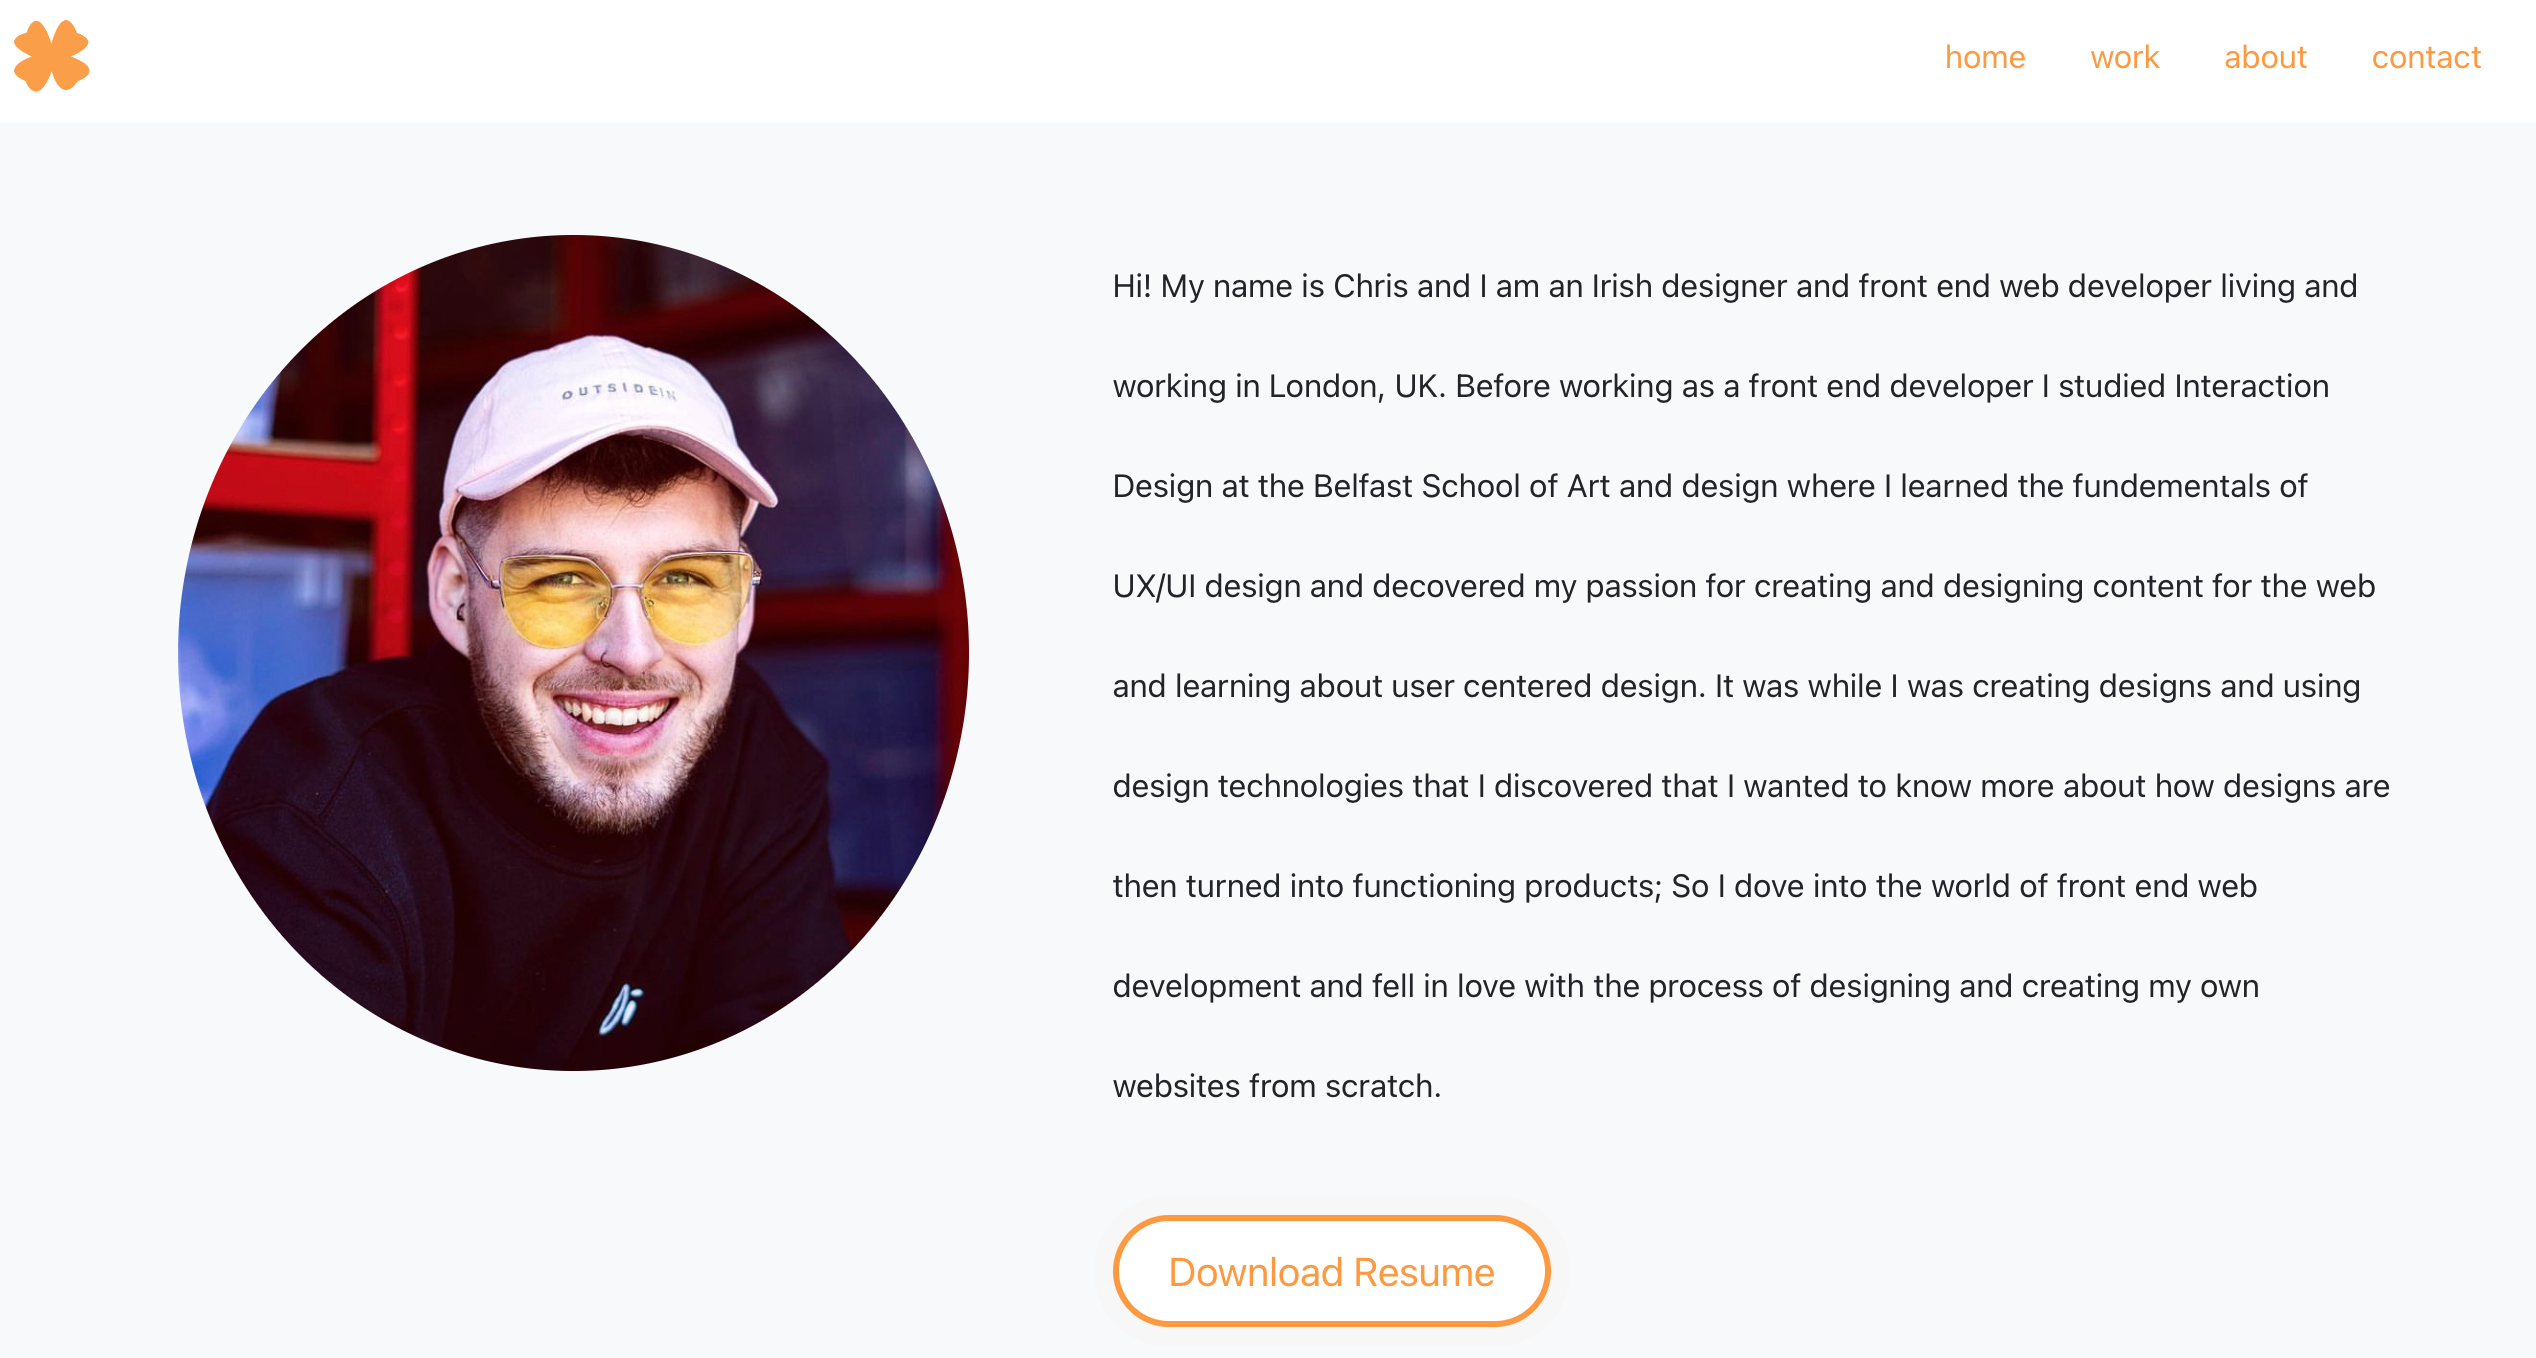 home work about contact
OUTSIDEIN
Hi! My name is Chris and I am an Irish designer and front end web developer living and
working in London, UK. Before working as a front end developer I studied Interaction
Design at the Belfast School of Art and design where I learned the fundementals of
UX/UI design and decovered my passion for creating and designing content for the web
and learning about user centered design. It was while I was creating designs and using
design technologies that I discovered that I wanted to know more about how designs are
then turned into functioning products; So I dove into the world of front end web
development and fell in love with the process of designing and creating my own
websites from scratch.
Download Resume